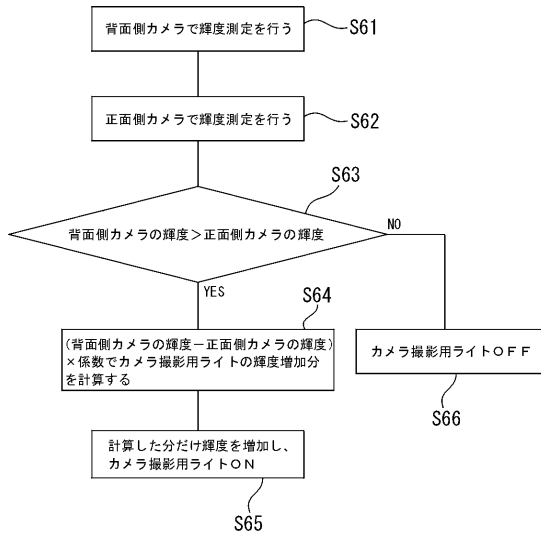 背面側カメラで輝度測定を行う
S61
正面側カメラで輝度測定を行う
S62
S63
背面側カメラの輝度＞正面側カメラの輝度
NO
YES
S64
(背面側カメラの輝度－正面側カメラの輝度)
×係数でカメラ撮影用ライトの輝度増加分
を計算する
カメラ撮影用ライトＯＦＦ
S66
計算した分だけ輝度を増加し、
カメラ撮影用ライトＯＮ
S65